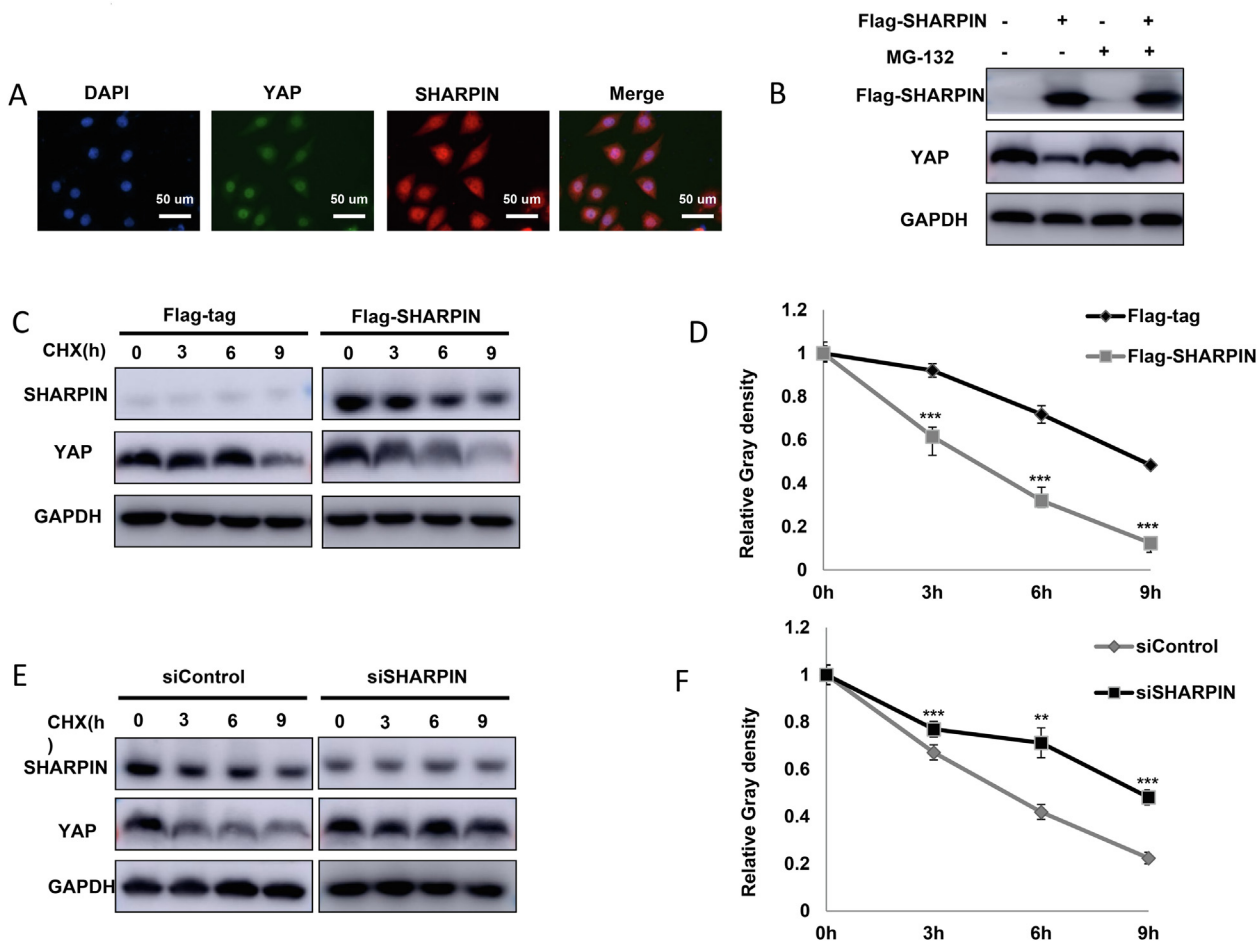 A
DAPI YAP SHARPIN Merge
50 um 50 um 50 um 50 um
B
Flag-SHARPIN - + - +
MG-132 - - + +
Flag-SHARPIN
YAP
GAPDH
C
Flag-tag Flag-SHARPIN
CHX(h) 0 3 6 9 0 3 6 9
SHARPIN
YAP
GAPDH
D
Flag-tag
Flag-SHARPIN
Relative Gray density
1.2
1
0.8
0.6
0.4
0.2
0
*** *** ***
0h 3h 6h 9h
E
siControl siSHARPIN
CHX(h 0 3 6 9 0 3 6 9
)
SHARPIN
YAP
GAPDH
F
siControl
siSHARPIN
Relative Gray density
1.2
1
0.8
0.6
0.4
0.2
0
*** ** ***
0h 3h 6h 9h